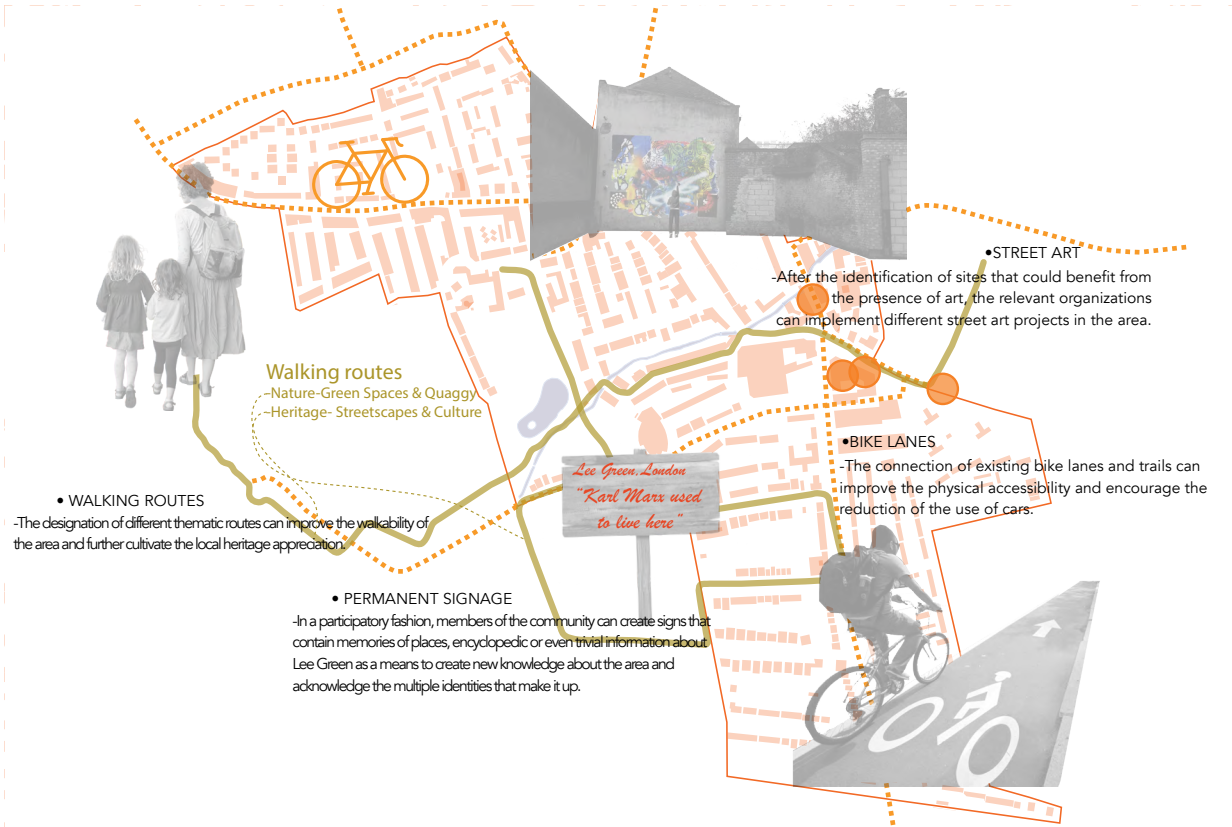 •STREET ART
-After the identification of sites that could benefit from
the presence of art, the relevant organizations
can implement different street art projects in the area.
Walking routes
-Nature-Green Spaces & Quaggy
-Heritage- Streetscapes & Culture
•BIKE LANES
-The connection of existing bike lanes and trails can
improve the physical accessibility and encourage the
reduction of the use of cars.
Lee Green, London
"Karl Marx used
to live here"
• WALKING ROUTES
-The designation of different thematic routes can improve the walkability of
the area and further cultivate the local heritage appreciation.
• PERMANENT SIGNAGE
-In a participatory fashion, members of the community can create signs that
contain memories of places, encyclopedic or even trivial information about
Lee Green as a means to create new knowledge about the area and
acknowledge the multiple identities that make it up.